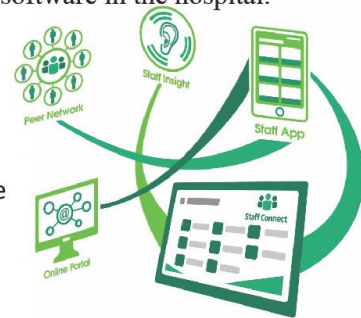 software in the hospital.
Staff Insight
Peer Network
Staff App
e
Staff Connect
Online Portal